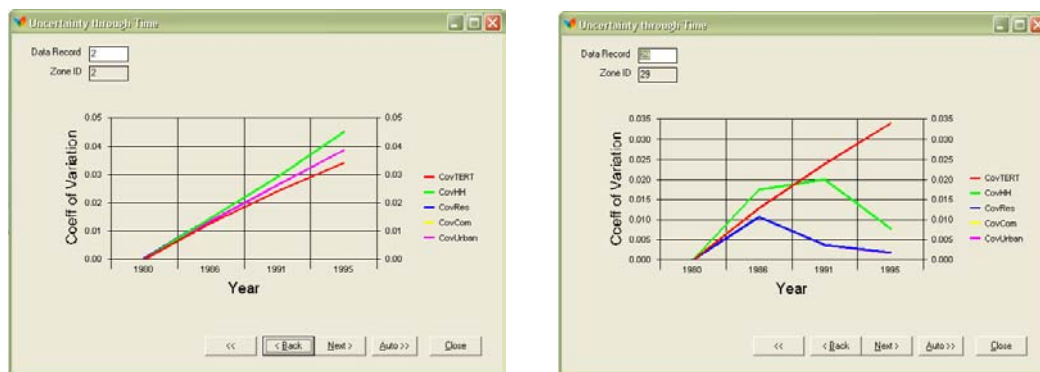 Uncertainty through Time
Data Record 2
Zone ID 2
0.05 0.05
0.04 0.04
0.03 0.03
0.02 0.02
0.01 0.01
0.00 0.00
Coeff of Variation
1980 1986 1991 1995
Year
CovTERT
CovHH
CovRes
CovCom
CovUrban
<< < Back Next > Auto >> Close
Uncertainty through Time
Data Record
Zone ID 29
0.035 0.035
0.030 0.030
0.025 0.025
0.020 0.020
0.015 0.015
0.010 0.010
0.005 0.005
0.000 0.000
Coeff of Variation
1980 1986 1991 1995
Year
CovTERT
CovHH
CovRes
CovCom
CovUrban
<< < Back Next > Auto >> Close